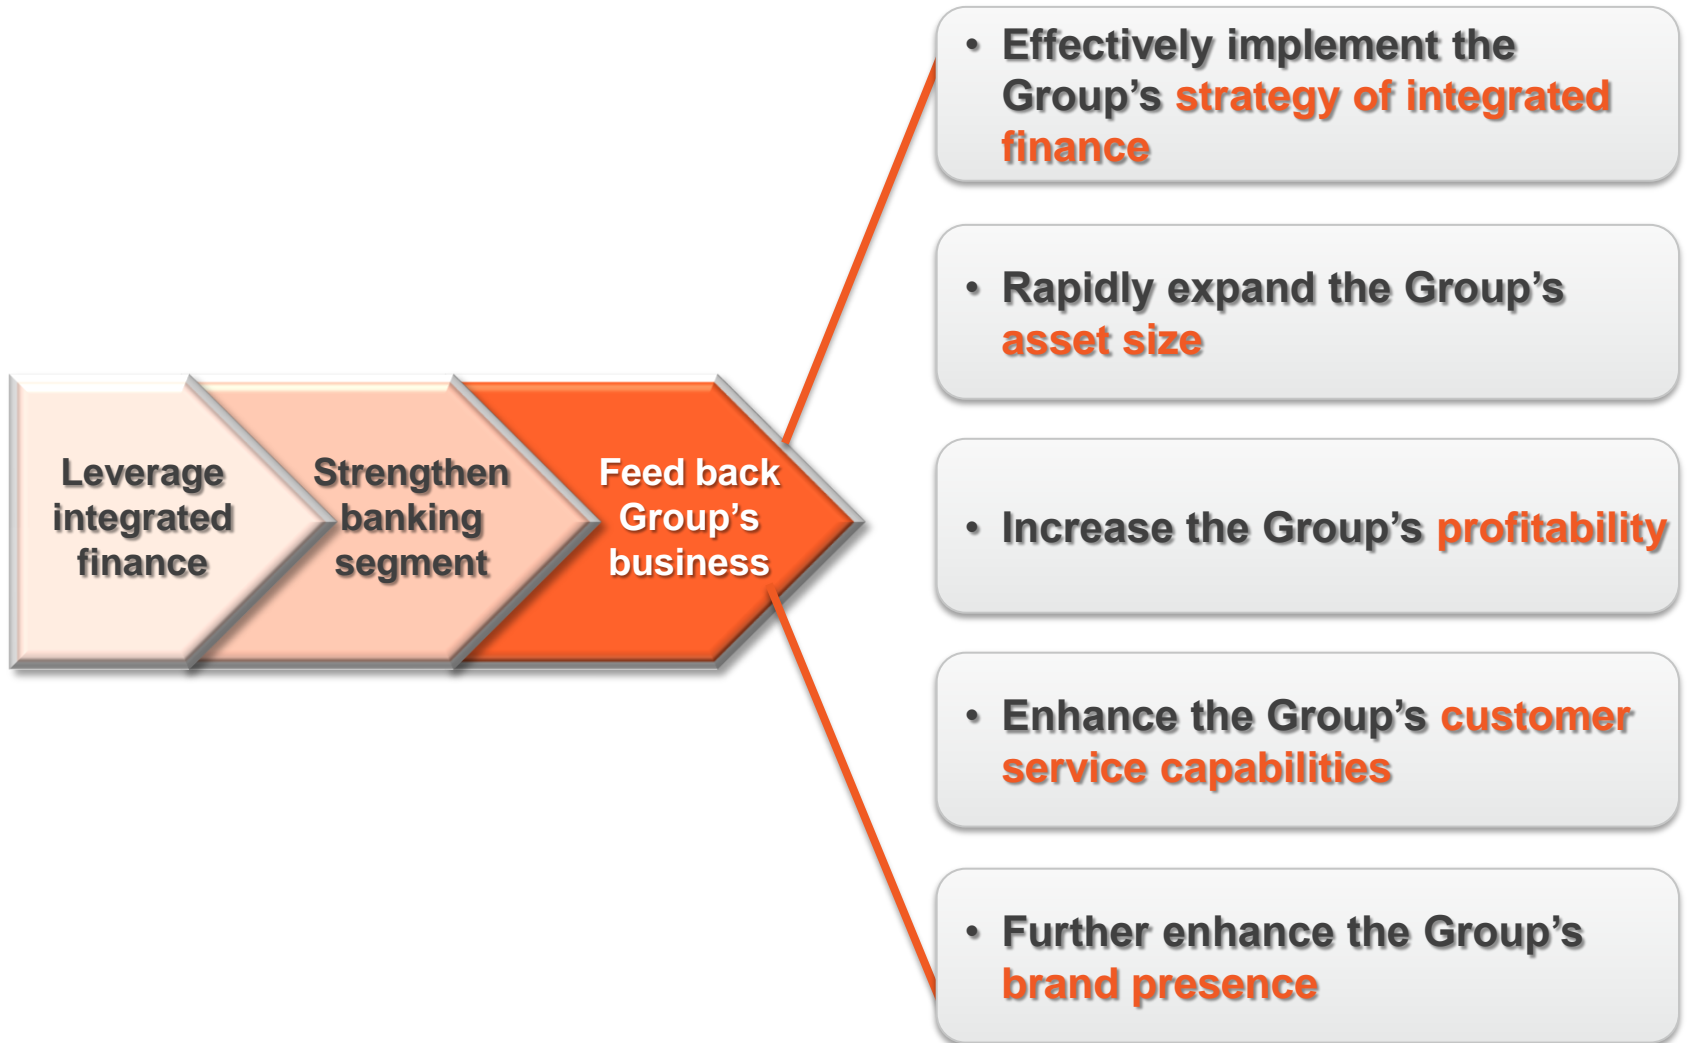 Leverage
integrated
finance
Strengthen
banking
segment
Feed back
Group’s
business
• Effectively implement the
Group’s strategy of integrated
finance
• Rapidly expand the Group’s
asset size
• Increase the Group’s profitability
• Enhance the Group’s customer
service capabilities
• Further enhance the Group’s
brand presence